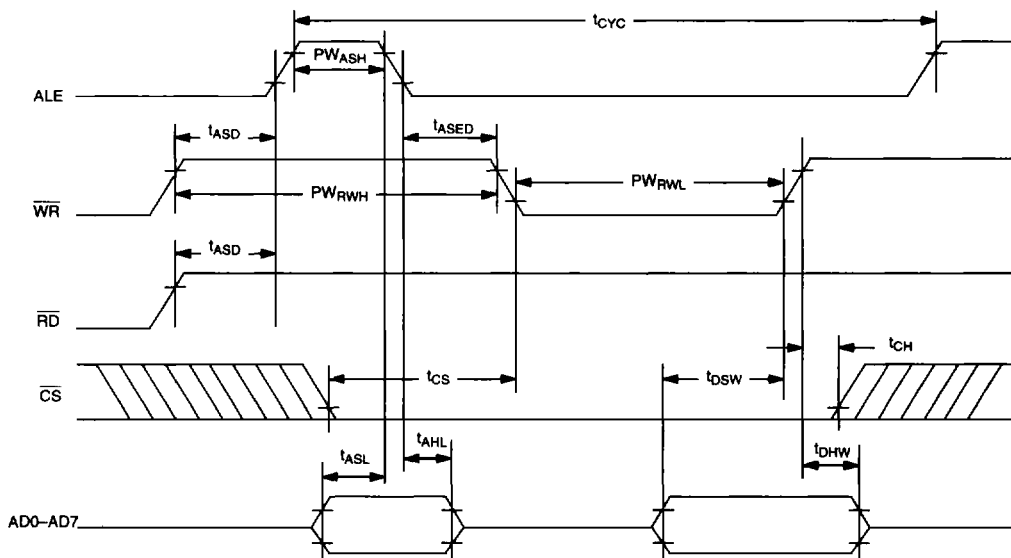 tCYC
PWASH
ALE
tASD
tASED
PWRWH
PWRWL
WR
tASD
RD
tCH
tCS
tDSW
CS
tASL
tAHL
tDHW
AD0–AD7